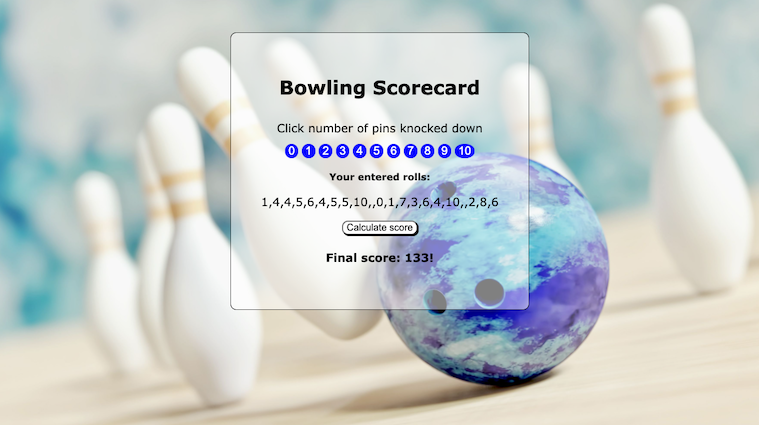 Bowling Scorecard
Click number of pins knocked down
0 1 2 3 4 5 6 7 8 9 10
Your entered rolls:
1,4,4,5,6,4,5,5,10,,0,1,7,3,6,4,10,,2,8,6
Calculate score
Final score: 133!